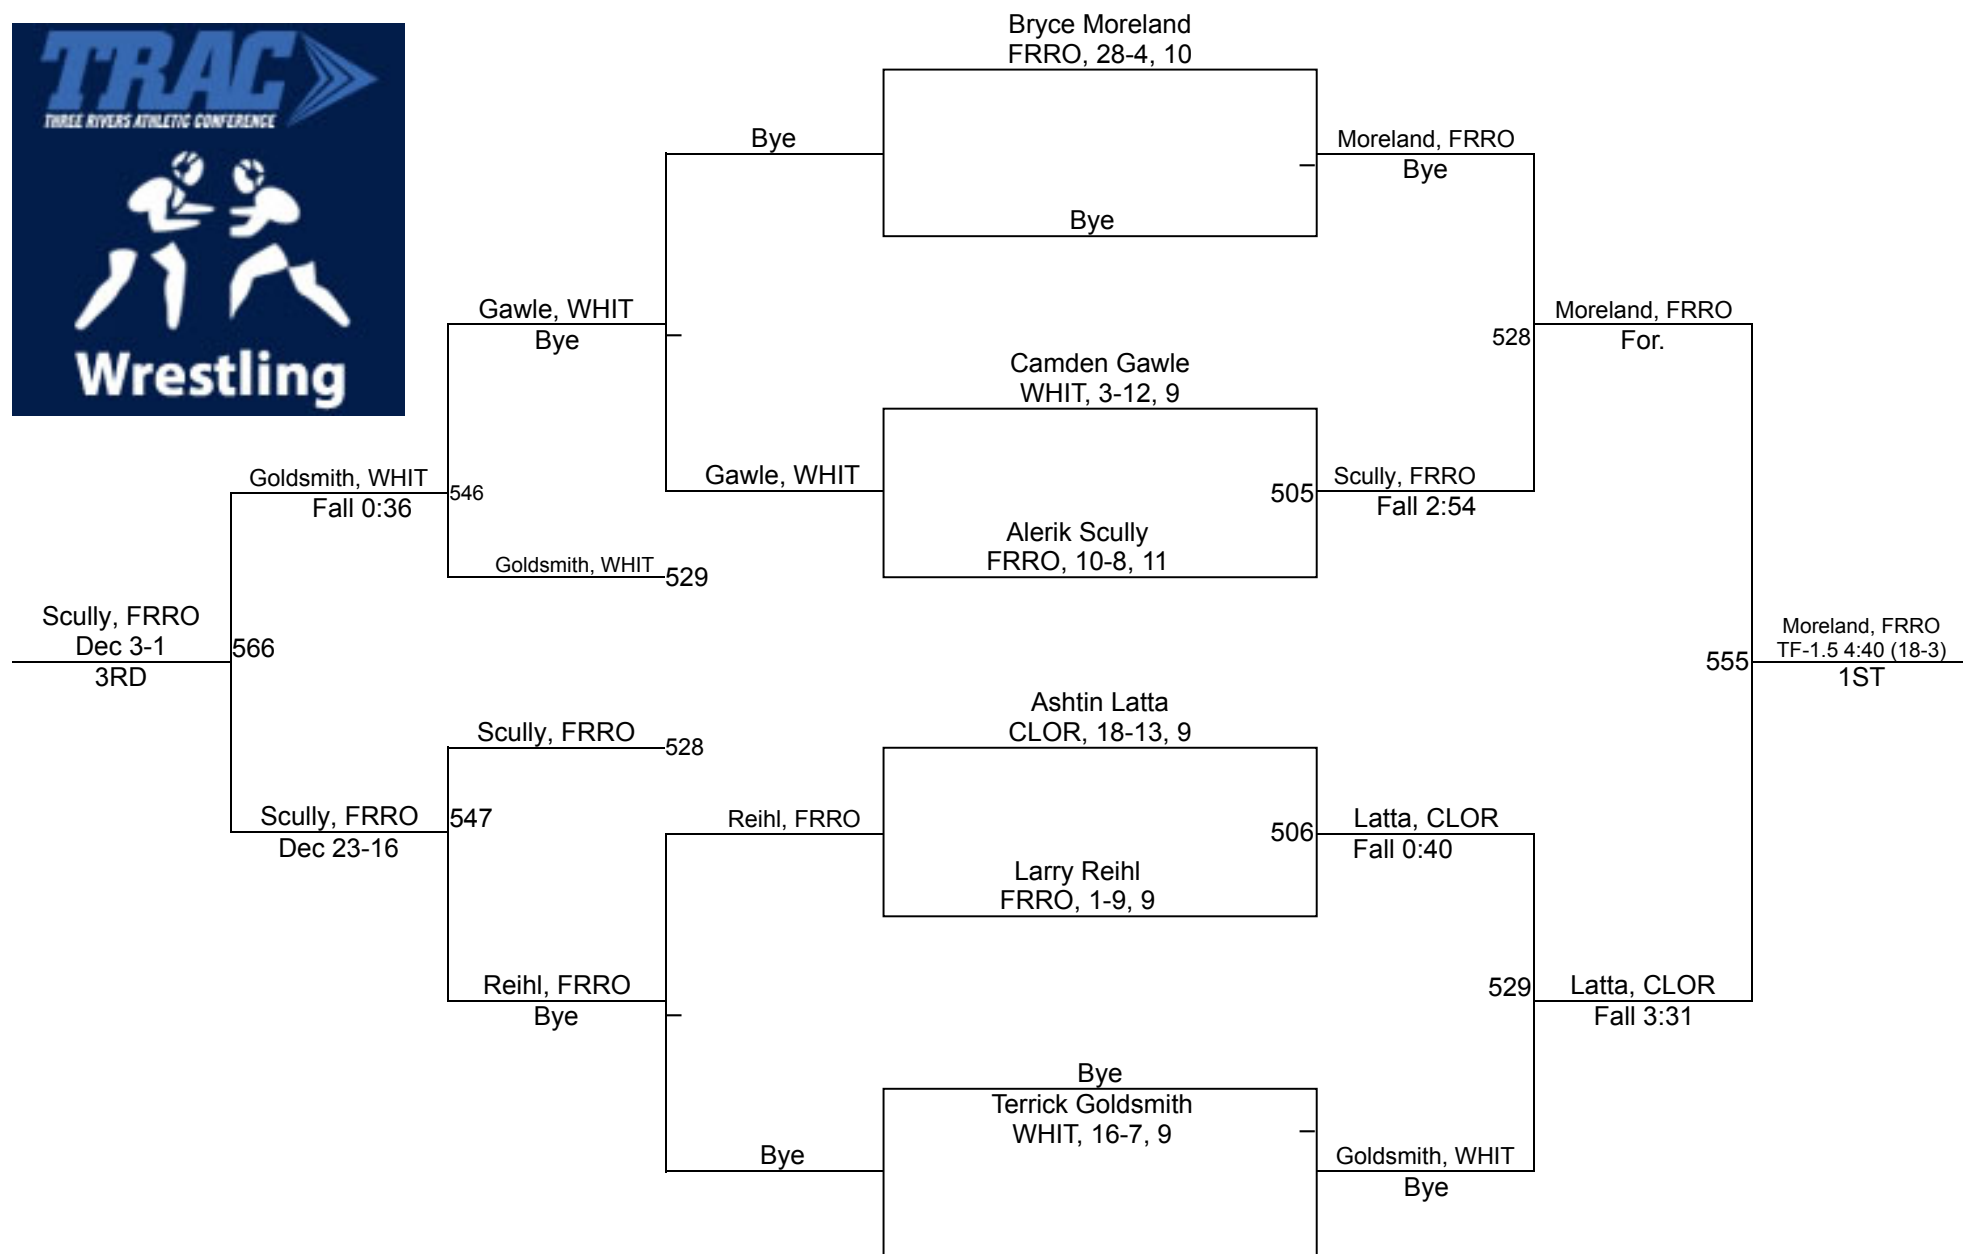 TRAC
THREE RIVERS ATHLETIC CONFERENCE
Wrestling
Bryce Moreland
FRRO, 28-4, 10
Bye
Moreland, FRRO
Bye
Bye
Gawle, WHIT
Bye
Moreland, FRRO
For.
528
Camden Gawle
WHIT, 3-12, 9
Goldsmith, WHIT
Fall 0:36
546
Gawle, WHIT
505
Scully, FRRO
Fall 2:54
Alerik Scully
FRRO, 10-8, 11
Goldsmith, WHIT
529
Scully, FRRO
Dec 3-1
3RD
566
555
Moreland, FRRO
TF-1.5 4:40 (18-3)
1ST
Ashtin Latta
CLOR, 18-13, 9
Scully, FRRO
528
Scully, FRRO
Dec 23-16
547
Reihl, FRRO
506
Latta, CLOR
Fall 0:40
Larry Reihl
FRRO, 1-9, 9
Reihl, FRRO
Bye
529
Latta, CLOR
Fall 3:31
Bye
Terrick Goldsmith
WHIT, 16-7, 9
Bye
Goldsmith, WHIT
Bye